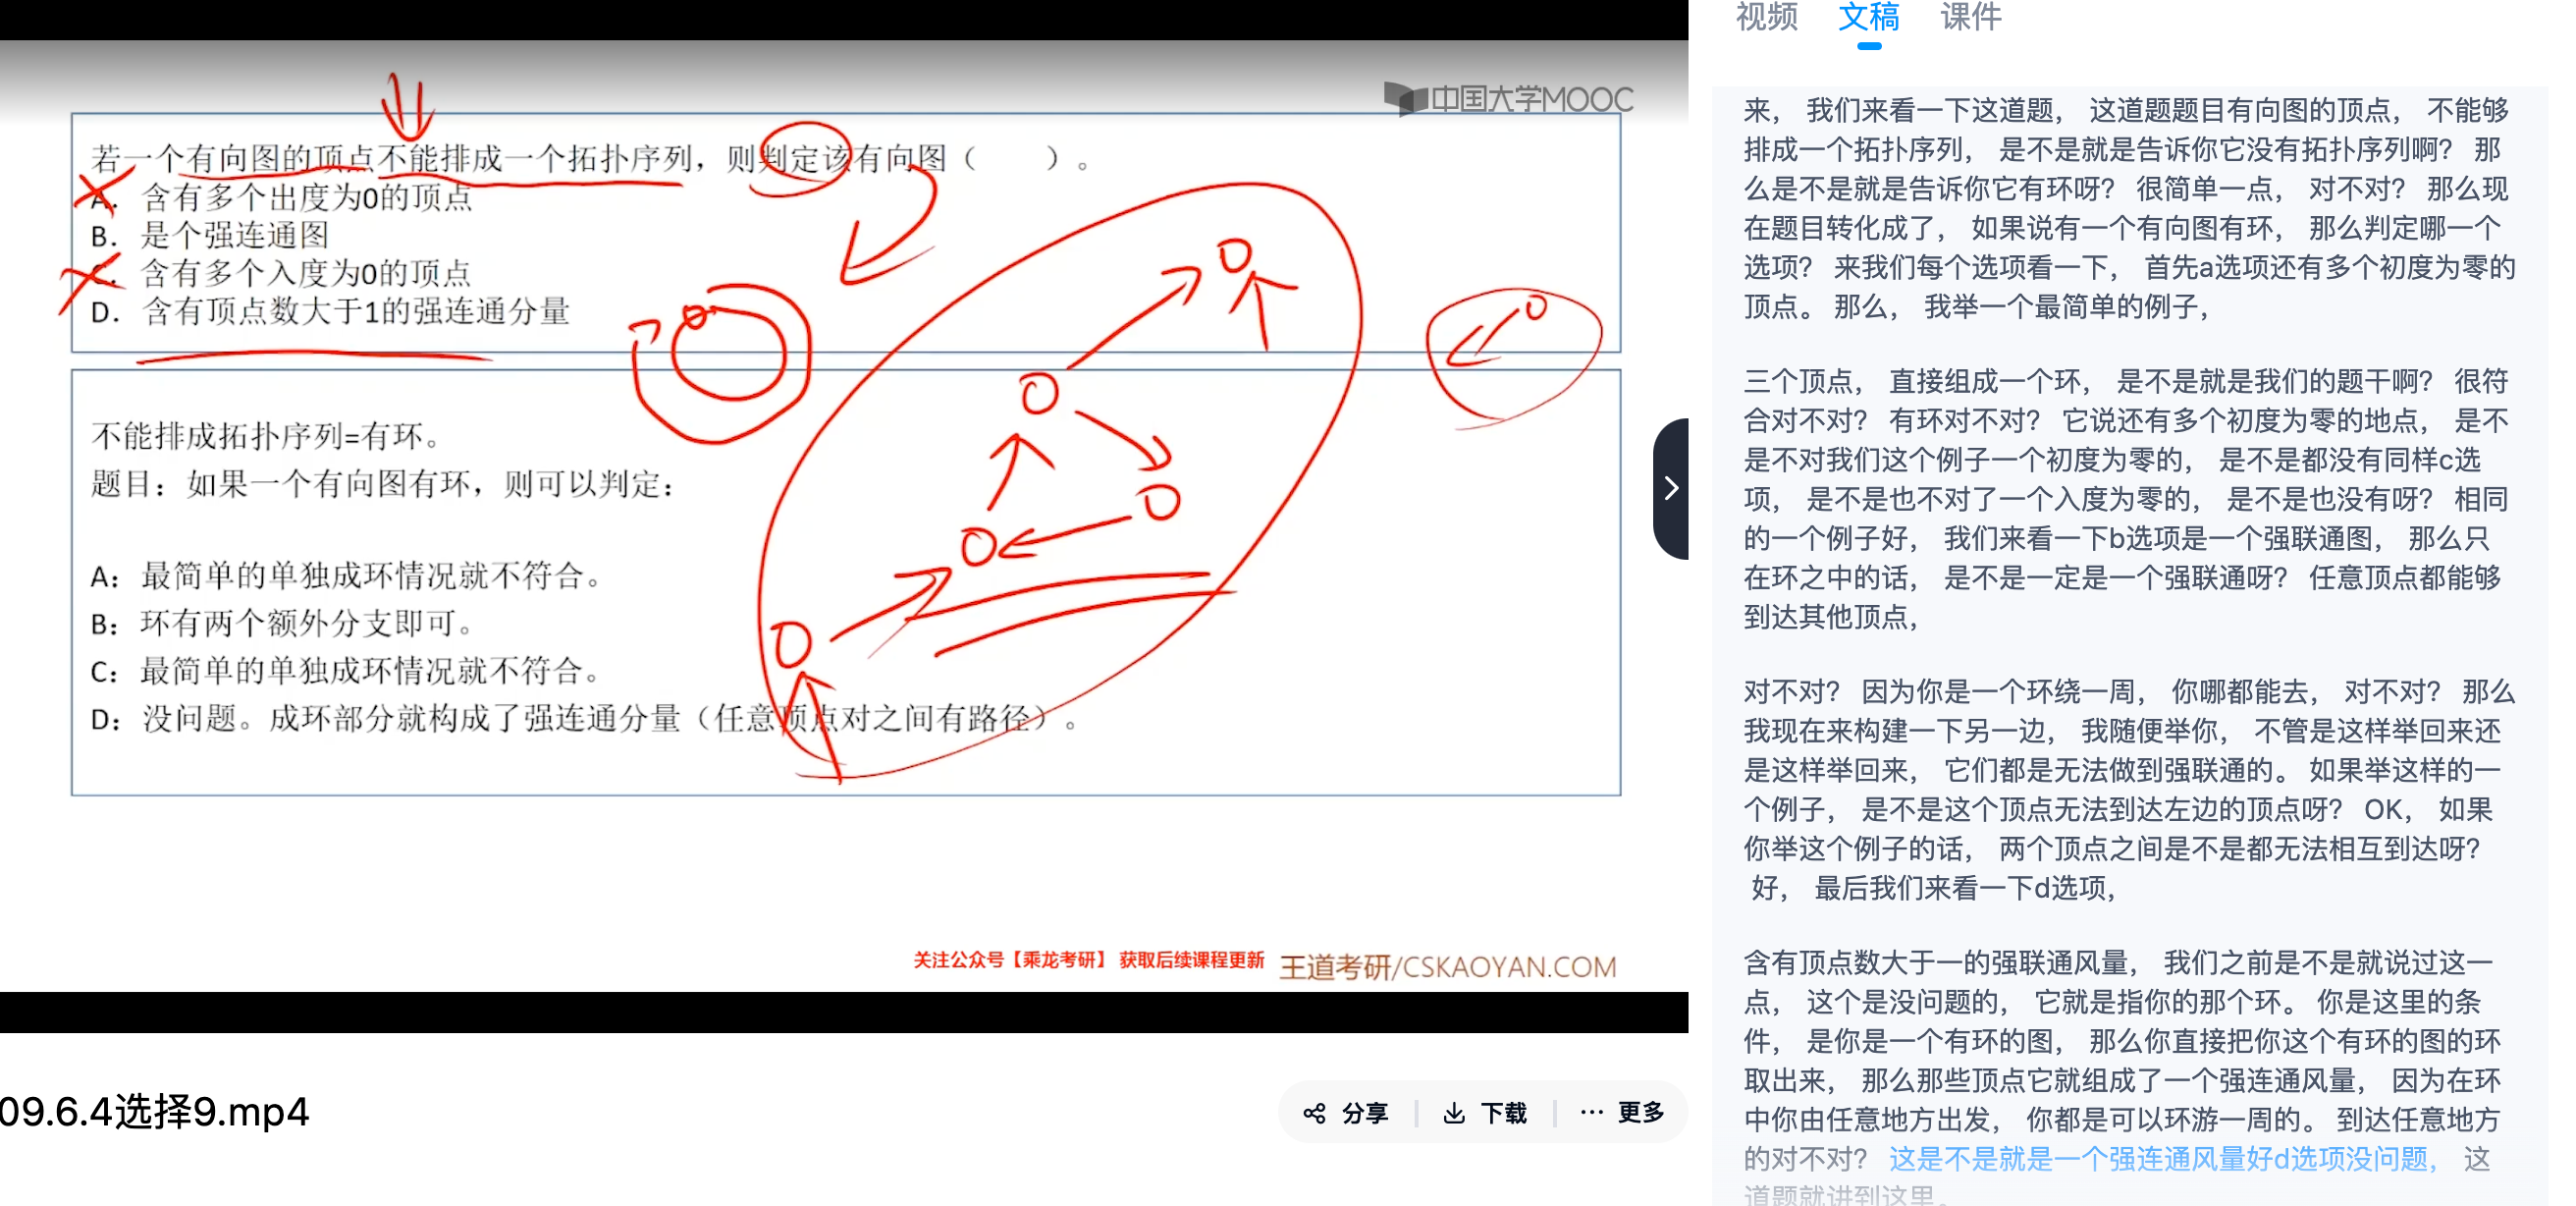 中国大学MOOC
若一个有向图的顶点不能排成一个拓扑序列，则判定该有向图（　　）。
A. 含有多个出度为0的顶点
B. 是个强连通图
C. 含有多个入度为0的顶点
D. 含有顶点数大于1的强连通分量
不能排成拓扑序列=有环。
题目：如果一个有向图有环，则可以判定：
A：最简单的单独成环情况就不符合。
B：环有两个额外分支即可。
C：最简单的单独成环情况就不符合。
D：没问题。成环部分就构成了强连通分量（任意顶点对之间有路径）。
关注公众号【乘龙考研】 获取后续课程更新
王道考研/CSKAOYAN.COM
09.6.4选择9.mp4
分享
下载
更多
视频 文稿 课件
来， 我们来看一下这道题， 这道题题目有向图的顶点， 不能够
排成一个拓扑序列， 是不是就是告诉你它没有拓扑序列啊? 那
么是不是就是告诉你它有环呀? 很简单一点， 对不对? 那么现
在题目转化成了， 如果说有一个有向图有环， 那么判定哪一个
选项? 来我们每个选项看一下， 首先a选项还有多个初度为零的
顶点。 那么， 我举一个最简单的例子，
三个顶点， 直接组成一个环， 是不是就是我们的题干啊? 很符
合对不对? 有环对不对? 它说还有多个初度为零的地点， 是不
是不对我们这个例子一个初度为零的， 是不是都没有同样c选
项， 是不是也不对了一个入度为零的， 是不是也没有呀? 相同
的一个例子好， 我们来看一下b选项是一个强联通图， 那么只
在环之中的话， 是不是一定是一个强联通呀? 任意顶点都能够
到达其他顶点，
对不对? 因为你是一个环绕一周， 你哪都能去， 对不对? 那么
我现在来构建一下另一边， 我随便举你， 不管是这样举回来还
是这样举回来， 它们都是无法做到强联通的。 如果举这样的一
个例子， 是不是这个顶点无法到达左边的顶点呀? OK， 如果
你举这个例子的话， 两个顶点之间是不是都无法相互到达呀?
好， 最后我们来看一下d选项，
含有顶点数大于一的强联通风量， 我们之前是不是就说过这一
点， 这个是没问题的， 它就是指你的那个环。 你是这里的条
件， 是你是一个有环的图， 那么你直接把你这个有环的图的环
取出来， 那么那些顶点它就组成了一个强连通风量， 因为在环
中你由任意地方出发， 你都是可以环游一周的。 到达任意地方
的对不对? 这是不是就是一个强连通风量好d选项没问题， 这
道题就讲到这里。